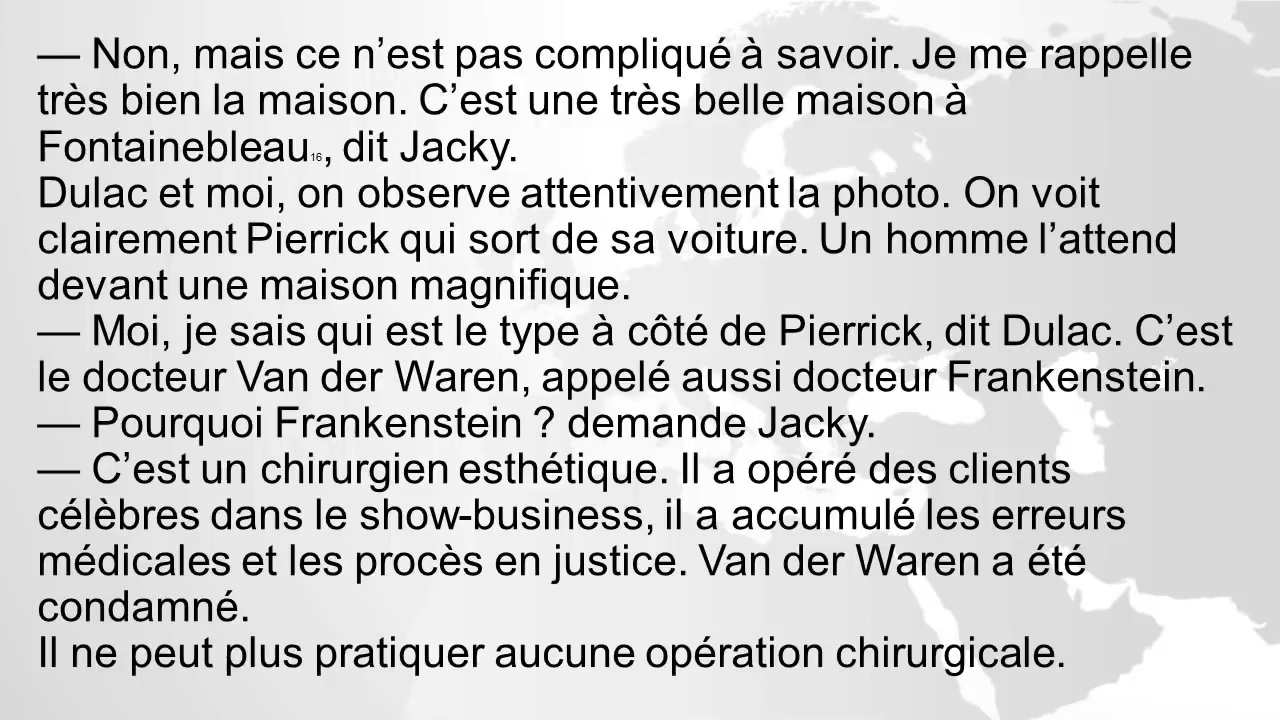 — Non, mais ce n’est pas compliqué à savoir. Je me rappelle
très bien la maison. C’est une très belle maison à
Fontainebleau16, dit Jacky.
Dulac et moi, on observe attentivement la photo. On voit
clairement Pierrick qui sort de sa voiture. Un homme l’attend
devant une maison magnifique.
— Moi, je sais qui est le type à côté de Pierrick, dit Dulac. C’est
le docteur Van der Waren, appelé aussi docteur Frankenstein.
— Pourquoi Frankenstein ? demande Jacky.
— C’est un chirurgien esthétique. Il a opéré des clients
célèbres dans le show-business, il a accumulé les erreurs
médicales et les procès en justice. Van der Waren a été
condamné.
Il ne peut plus pratiquer aucune opération chirurgicale.